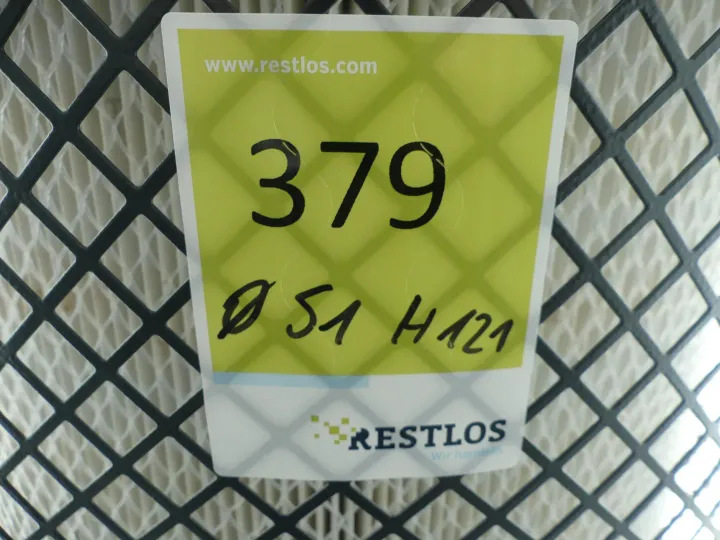 www.restlos.com
379
Ø 51 H 121
RESTLOS